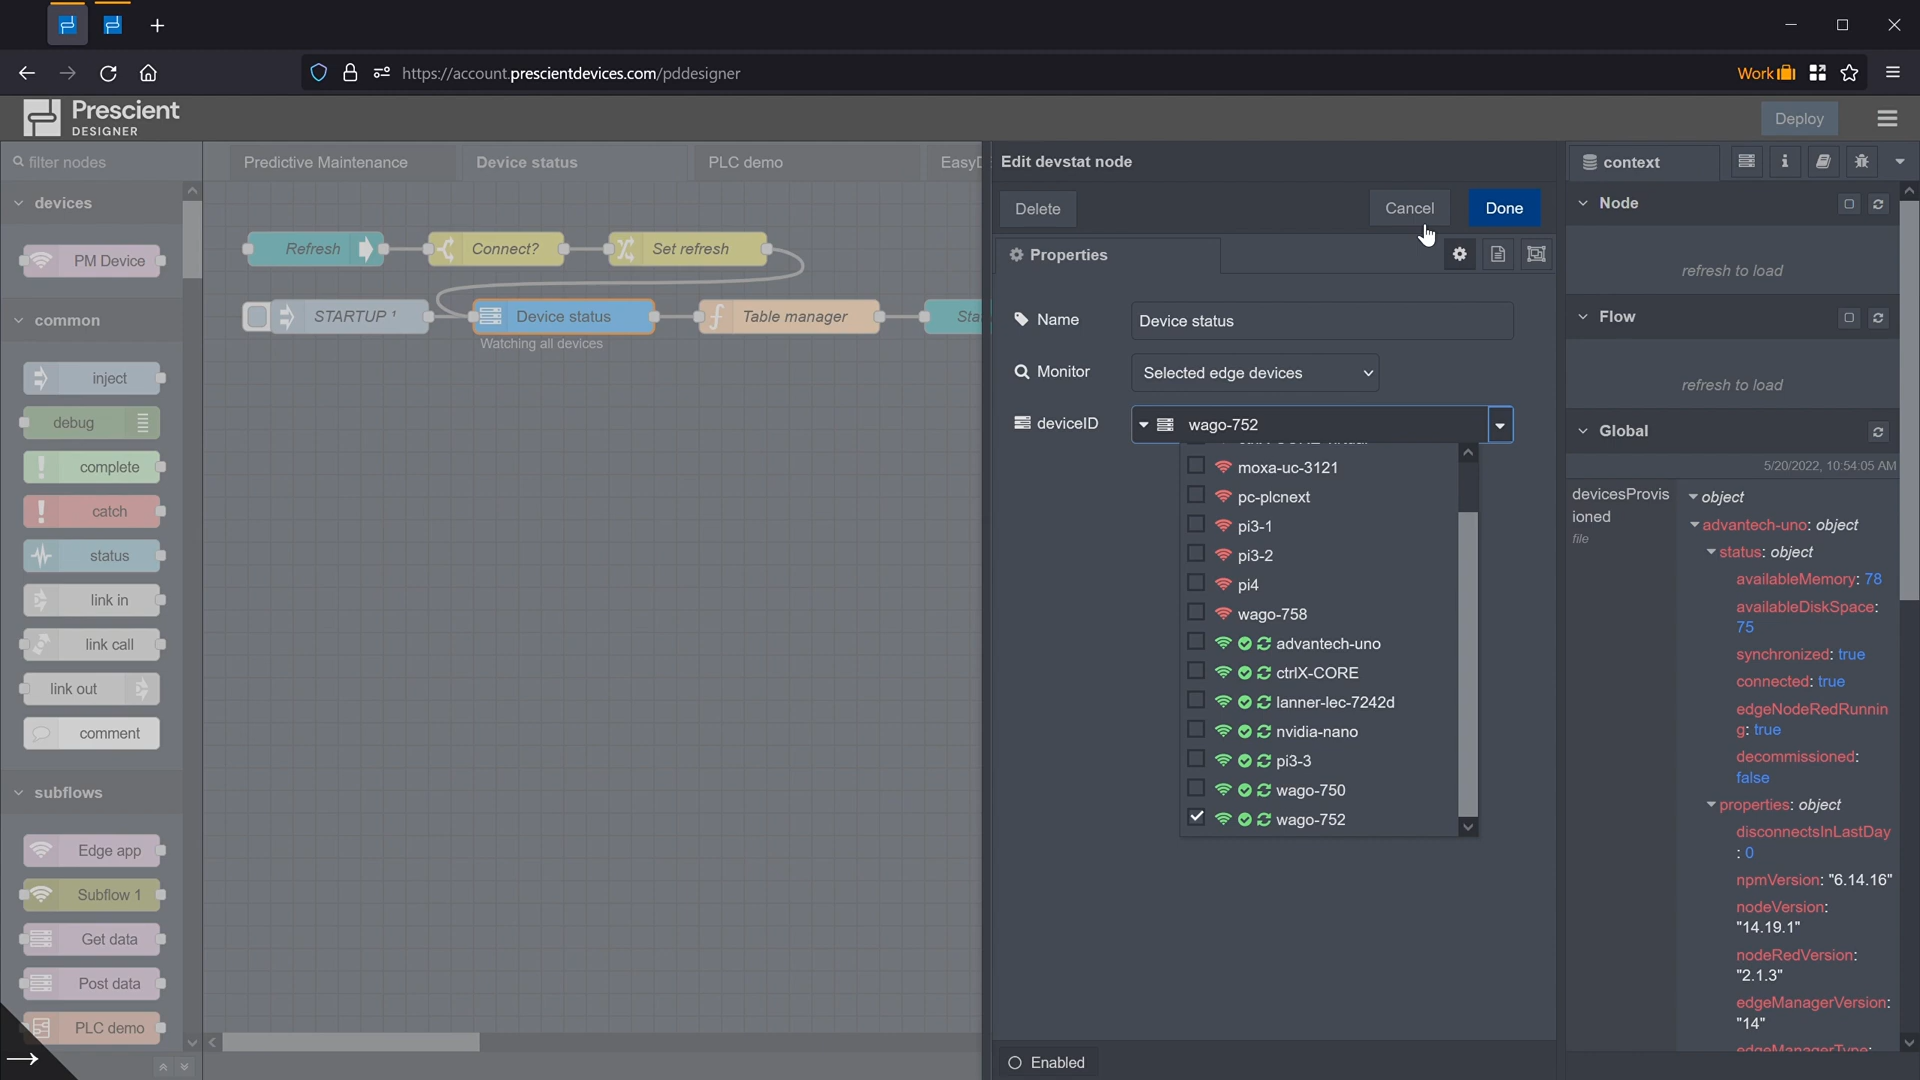 https://account.prescientdevices.com/pddesigner
Work
Prescient
DESIGNER
Deploy
filter nodes
devices
PM Device
common
inject
debug
complete
catch
status
link in
link call
link out
comment
subflows
Edge app
Subflow 1
Get data
Post data
PLC demo
Predictive Maintenance
Device status
PLC demo
Refresh
Connect?
Set refresh
STARTUP ¹
Device status
Table manager
Watching all devices
Edit devstat node
Delete
Cancel
Done
Properties
Name
Device status
Monitor
Selected edge devices
deviceID
wago-752
moxa-uc-3121
pc-plcnext
pi3-1
pi3-2
pi4
wago-758
advantech-uno
ctrlX-CORE
lanner-lec-7242d
nvidia-nano
pi3-3
wago-750
wago-752
Enabled
context
Node
refresh to load
Flow
refresh to load
Global
5/20/2022, 10:54:05 AM
devicesProvis
ioned
file
object
advantech-uno: object
status: object
availableMemory: 78
availableDiskSpace:
75
synchronized: true
connected: true
edgeNodeRedRunnin
g: true
decommissioned:
false
properties: object
disconnectsInLastDay
: 0
npmVersion: "6.14.16"
nodeVersion:
"14.19.1"
nodeRedVersion:
"2.1.3"
edgeManagerVersion:
"14"